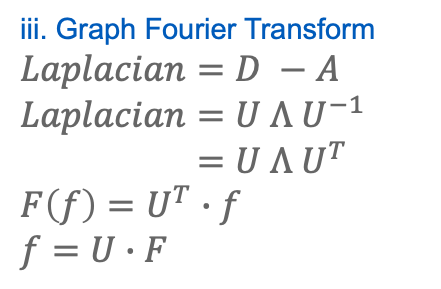 iii. Graph Fourier Transform
Laplacian = D − A
Laplacian = U Λ U⁻¹
= U Λ Uᵀ
F(f) = Uᵀ · f
f = U · F